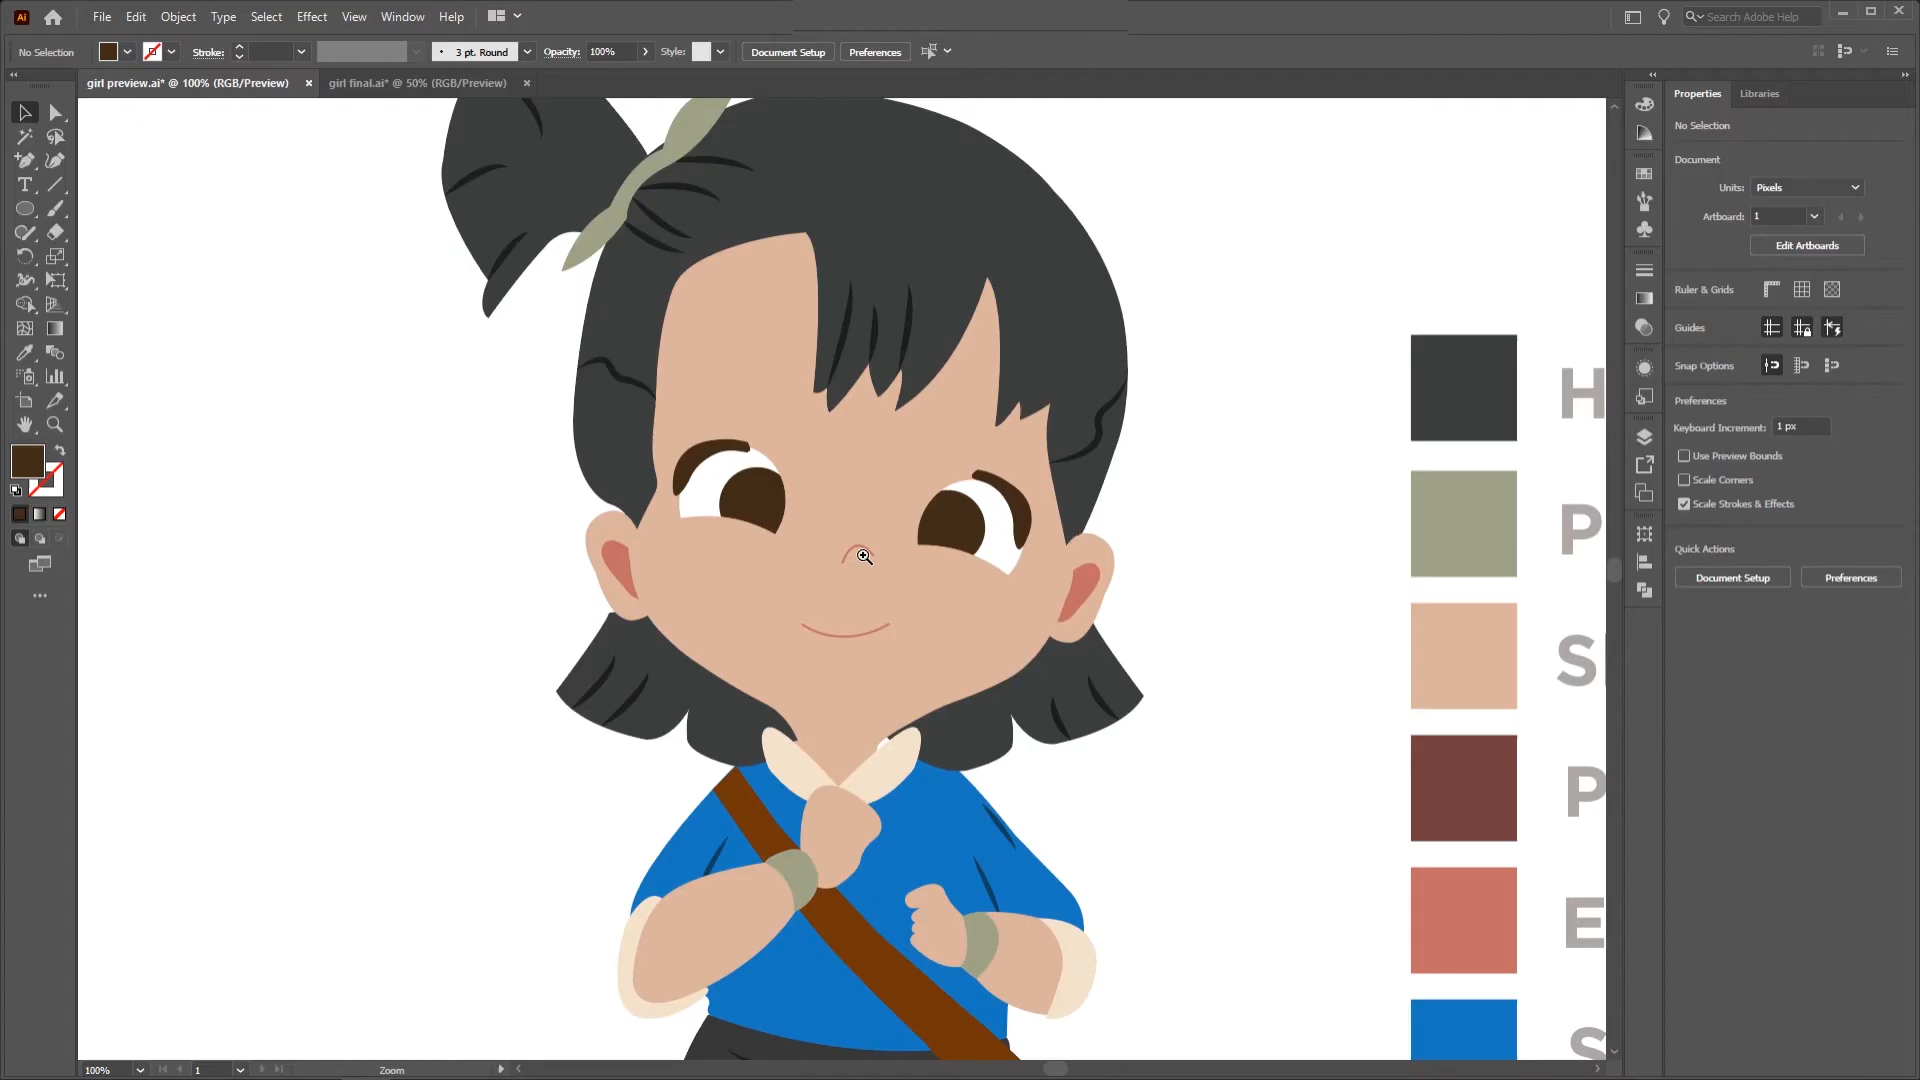 Ai File Edit Object Type Select Effect View Window Help Search Adobe Help
No Selection Stroke: 3 pt. Round Opacity: 100% Style: Document Setup Preferences
girl preview.ai* @ 100% (RGB/Preview) × girl final.ai* @ 50% (RGB/Preview) ×
Properties Libraries
No Selection
Document
Units: Pixels
Artboard: 1
Edit Artboards
Ruler & Grids
Guides
Snap Options
Preferences
Keyboard Increment: 1 px
Use Preview Bounds
Scale Corners
Scale Strokes & Effects
Quick Actions
Document Setup Preferences
H
P
S
P
E
S
100% 1 Zoom